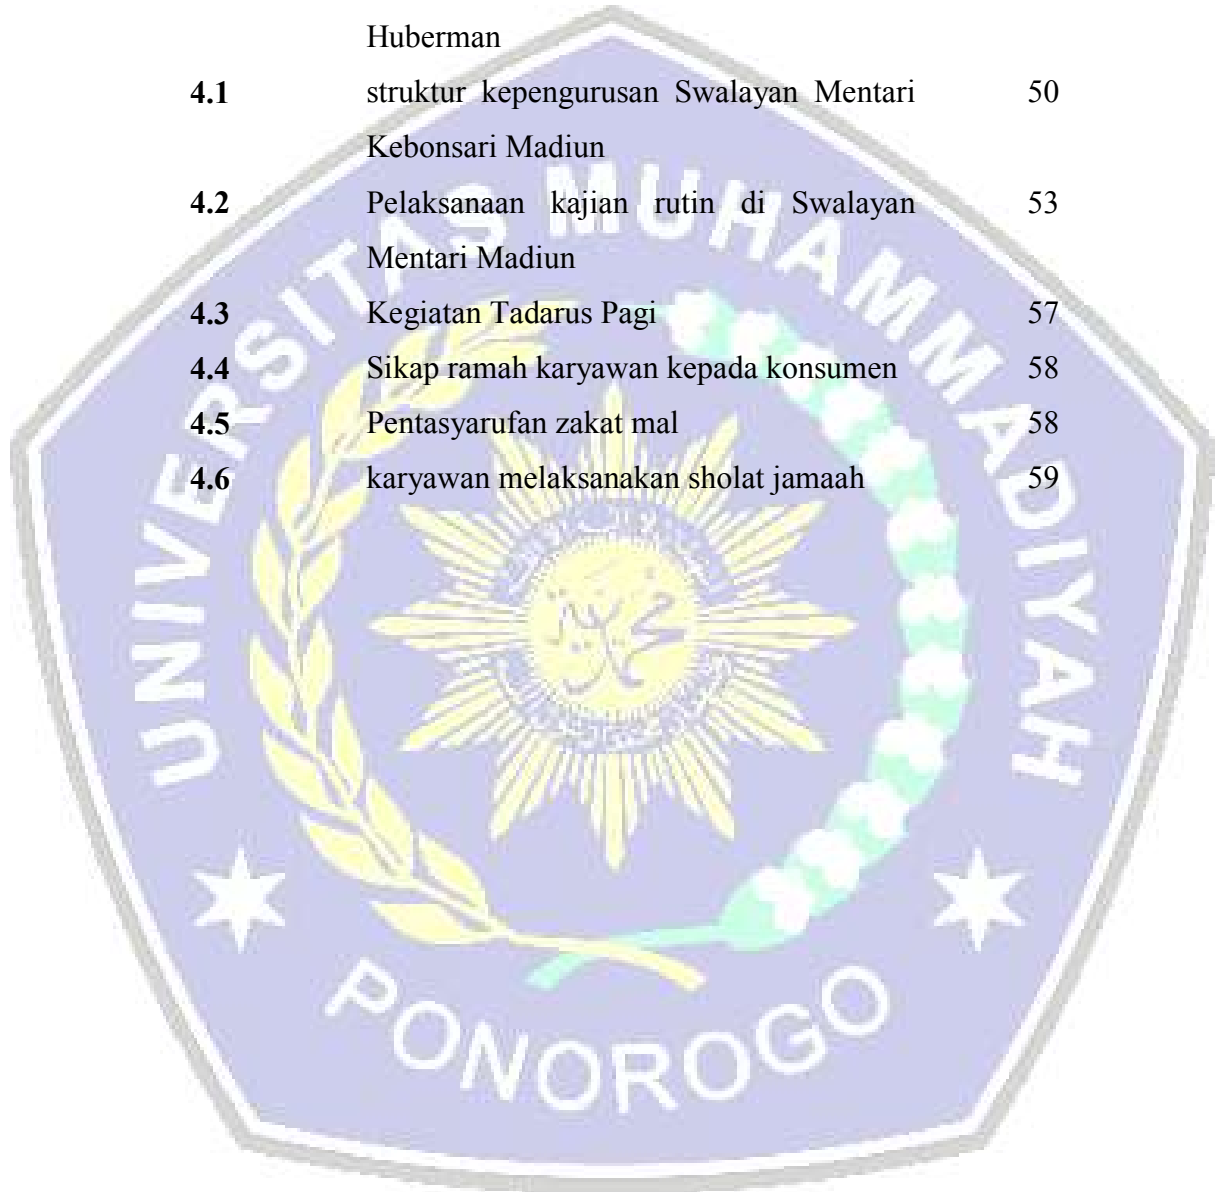 Huberman
4.1 struktur kepengurusan Swalayan Mentari 50
Kebonsari Madiun
4.2 Pelaksanaan kajian rutin di Swalayan 53
Mentari Madiun
4.3 Kegiatan Tadarus Pagi 57
4.4 Sikap ramah karyawan kepada konsumen 58
4.5 Pentasyarufan zakat mal 58
4.6 karyawan melaksanakan sholat jamaah 59
UNIVERSITAS MUHAMMADIYAH
PONOROGO